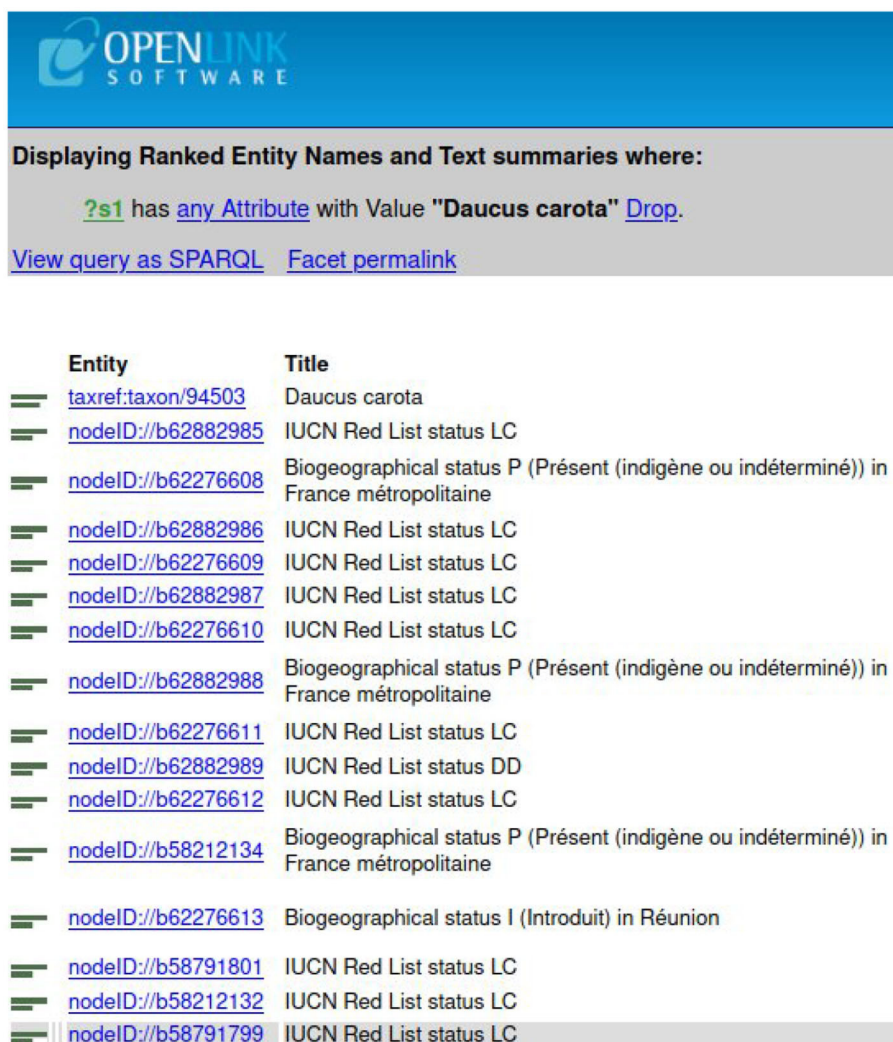 OPENLINK
SOFTWARE
Displaying Ranked Entity Names and Text summaries where:
?s1 has any Attribute with Value "Daucus carota" Drop.
View query as SPARQL Facet permalink
Entity Title
taxref:taxon/94503 Daucus carota
nodeID://b62882985 IUCN Red List status LC
nodeID://b62276608 Biogeographical status P (Présent (indigène ou indéterminé)) in
France métropolitaine
nodeID://b62882986 IUCN Red List status LC
nodeID://b62276609 IUCN Red List status LC
nodeID://b62882987 IUCN Red List status LC
nodeID://b62276610 IUCN Red List status LC
nodeID://b62882988 Biogeographical status P (Présent (indigène ou indéterminé)) in
France métropolitaine
nodeID://b62276611 IUCN Red List status LC
nodeID://b62882989 IUCN Red List status DD
nodeID://b62276612 IUCN Red List status LC
nodeID://b58212134 Biogeographical status P (Présent (indigène ou indéterminé)) in
France métropolitaine
nodeID://b62276613 Biogeographical status I (Introduit) in Réunion
nodeID://b58791801 IUCN Red List status LC
nodeID://b58212132 IUCN Red List status LC
nodeID://b58791799 IUCN Red List status LC